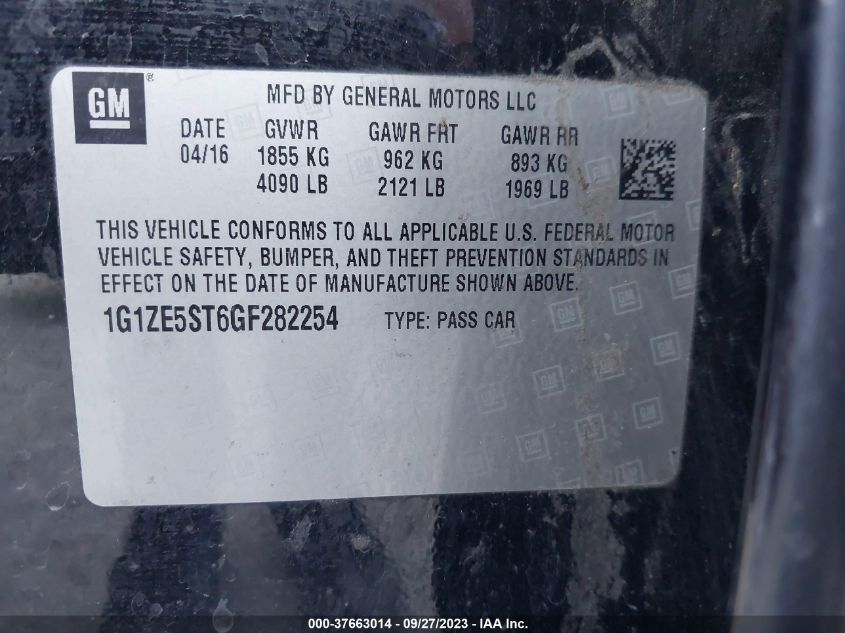 GM ®
MFD BY GENERAL MOTORS LLC
DATE GVWR GAWR FRT GAWR RR
04/16 1855 KG 962 KG 893 KG
4090 LB 2121 LB 1969 LB
THIS VEHICLE CONFORMS TO ALL APPLICABLE U.S. FEDERAL MOTOR
VEHICLE SAFETY, BUMPER, AND THEFT PREVENTION STANDARDS IN
EFFECT ON THE DATE OF MANUFACTURE SHOWN ABOVE.
1G1ZE5ST6GF282254 TYPE: PASS CAR
000-37663014 - 09/27/2023 - IAA Inc.